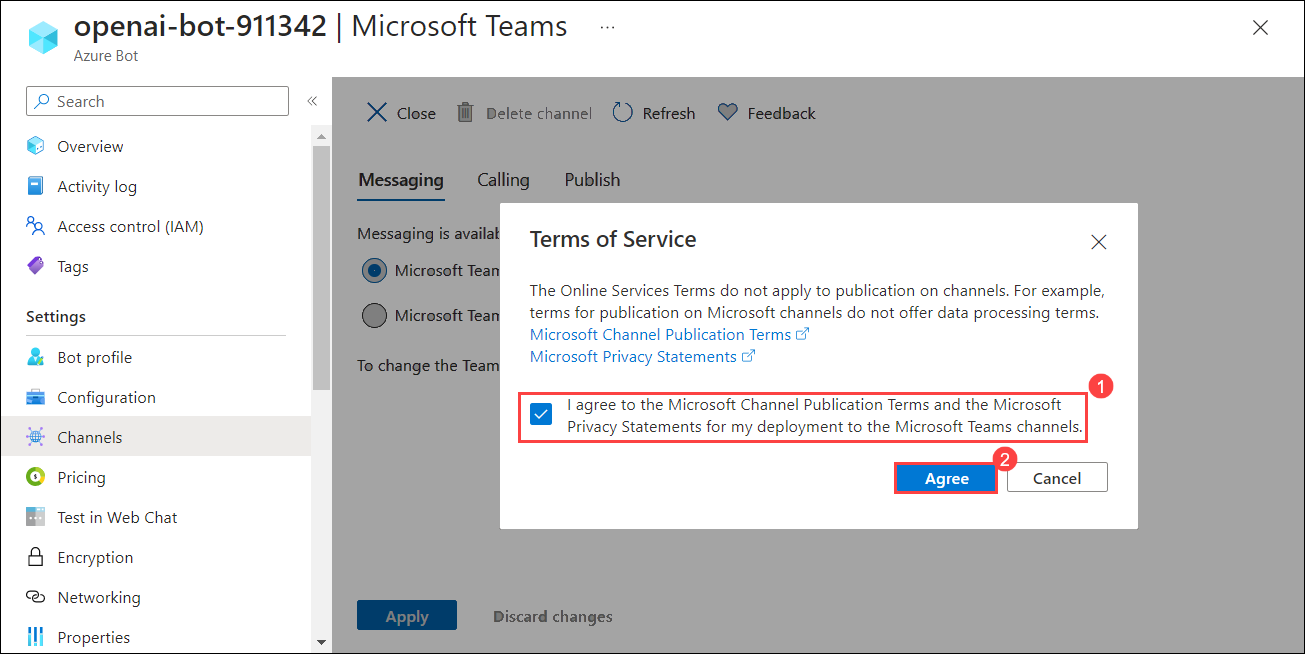 openai-bot-911342 | Microsoft Teams ...
Azure Bot
Search
«
Overview
Activity log
Access control (IAM)
Tags
Settings
Bot profile
Configuration
Channels
Pricing
Test in Web Chat
Encryption
Networking
Properties
Close
Delete channel
Refresh
Feedback
Messaging
Calling
Publish
Messaging is availab
Microsoft Team
Microsoft Team
To change the Team
Terms of Service
The Online Services Terms do not apply to publication on channels. For example,
terms for publication on Microsoft channels do not offer data processing terms.
Microsoft Channel Publication Terms
Microsoft Privacy Statements
1
I agree to the Microsoft Channel Publication Terms and the Microsoft
Privacy Statements for my deployment to the Microsoft Teams channels.
2
Agree
Cancel
Apply
Discard changes